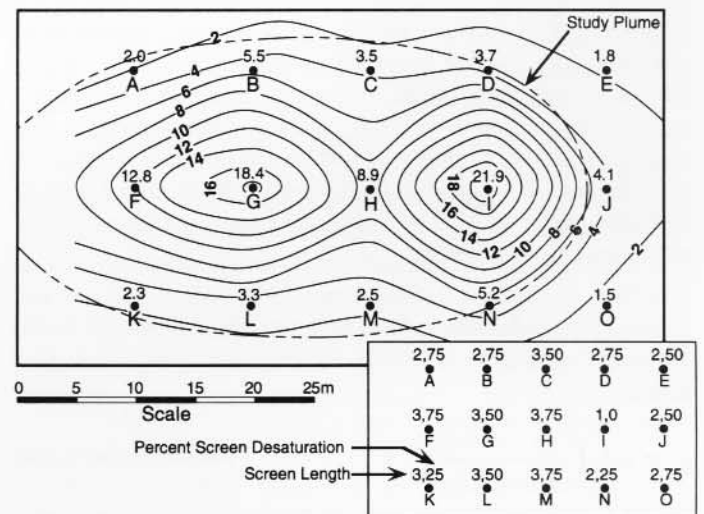 Study Plume
2
2.0 5.5 3.5 3.7 1.8
A B C D E
4
6
8
10
12
14
16
18
16
14
12
10
8
6
4
2
12.8 18.4 8.9 21.9 4.1
F G H I J
2.3 3.3 2.5 5.2 1.5
K L M N O
0 5 10 15 20 25m
Scale
2,75 2,75 3,50 2,75 2,50
A B C D E
3,75 3,50 3,75 1,0 2,50
F G H I J
Percent Screen Desaturation
Screen Length
3,25 3,50 3,75 2,25 2,75
K L M N O